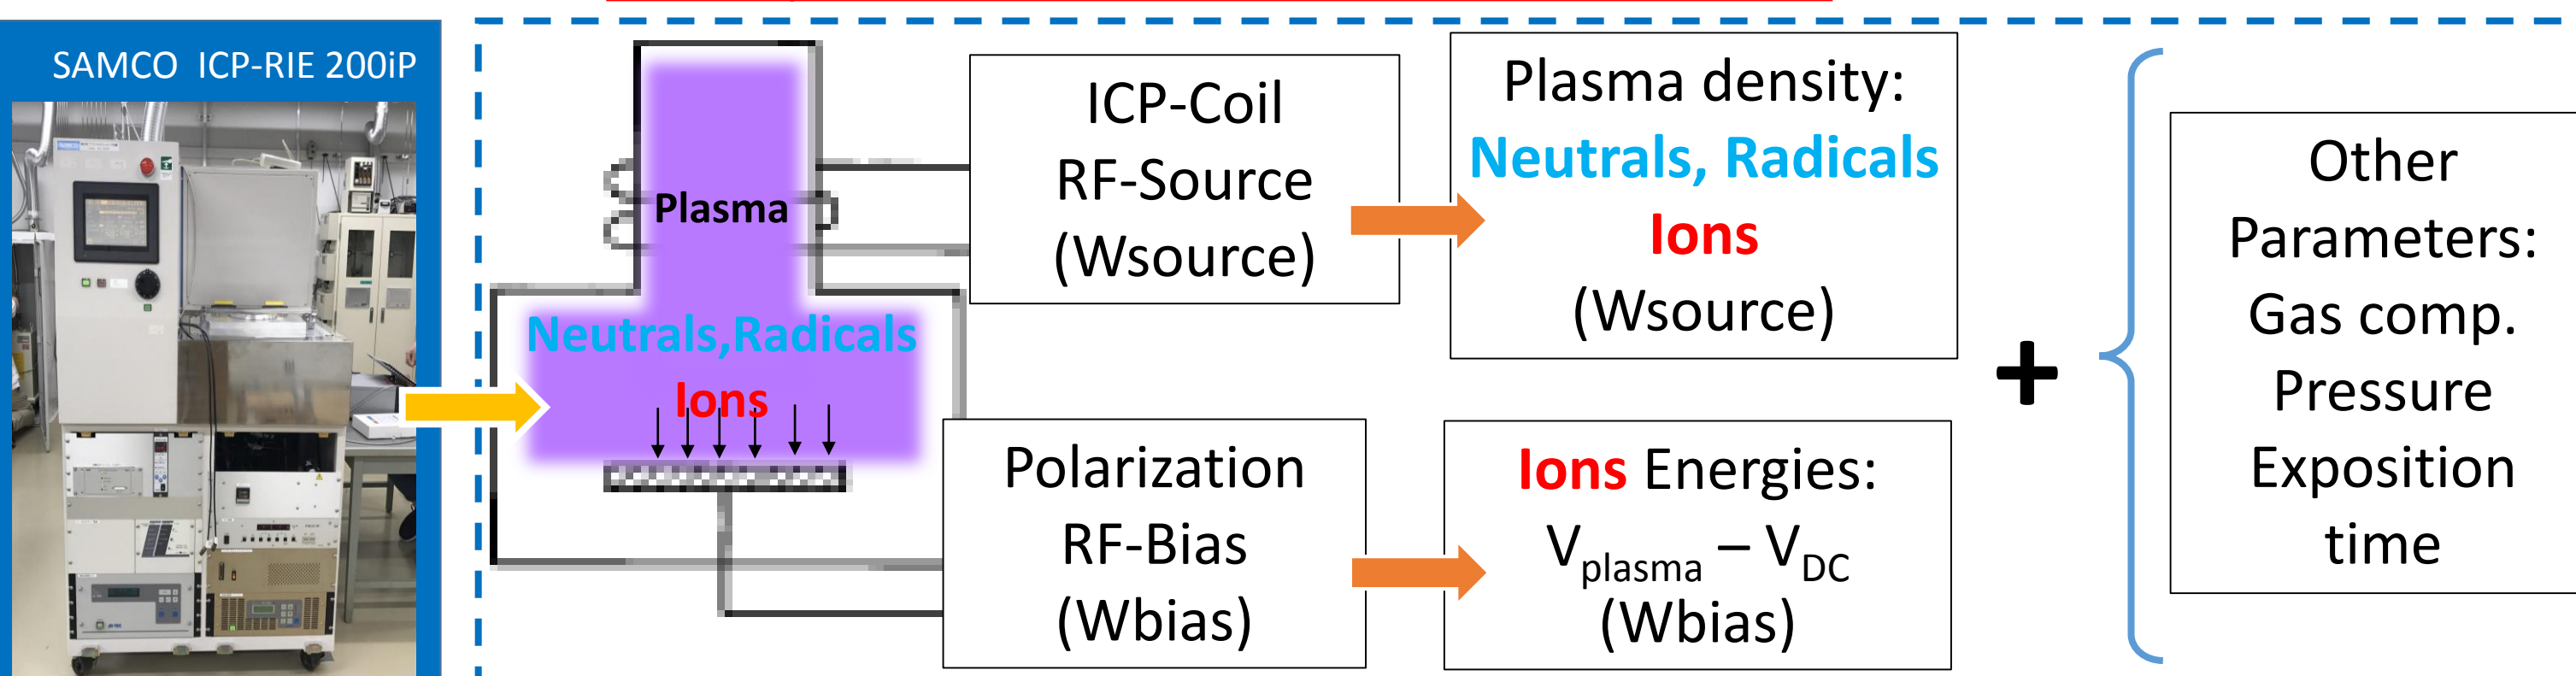 SAMCO ICP-RIE 200iP
Plasma
Neutrals,Radicals
Ions
ICP-Coil
RF-Source
(Wsource)
Plasma density:
Neutrals, Radicals
Ions
(Wsource)
Polarization
RF-Bias
(Wbias)
Ions Energies:
Vplasma – VDC
(Wbias)
+
Other
Parameters:
Gas comp.
Pressure
Exposition
time